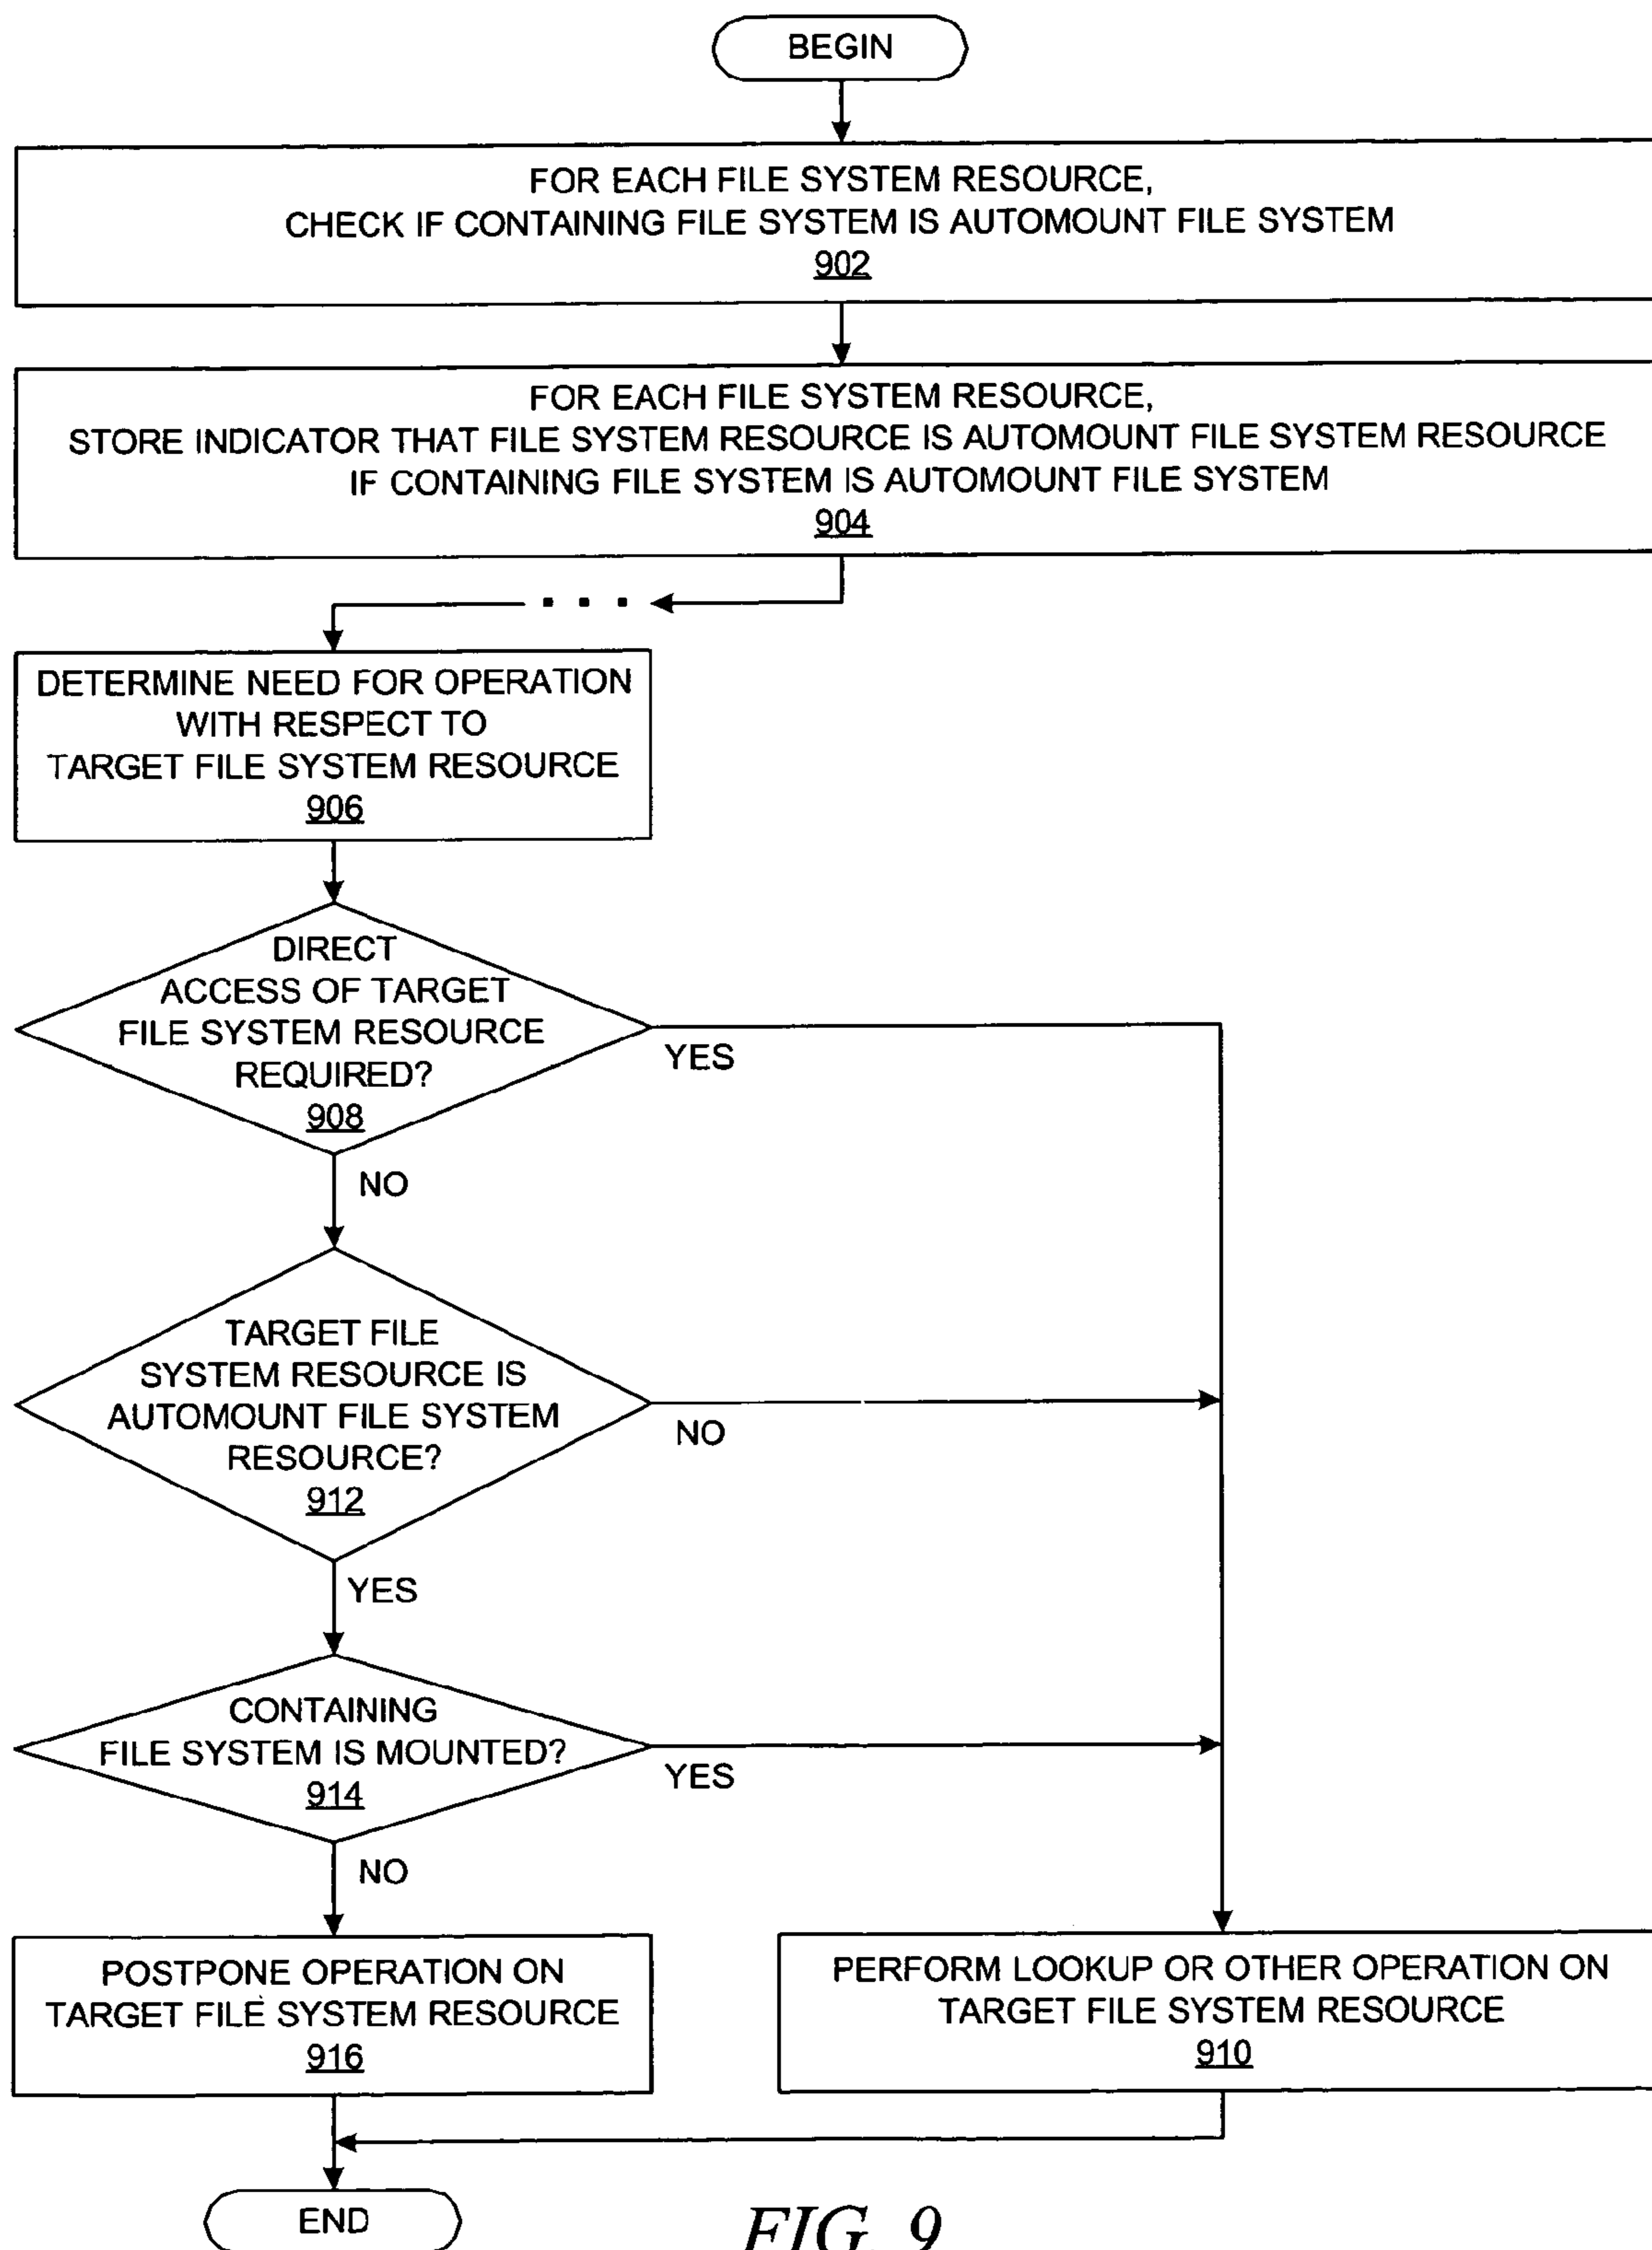 BEGIN
FOR EACH FILE SYSTEM RESOURCE,
CHECK IF CONTAINING FILE SYSTEM IS AUTOMOUNT FILE SYSTEM
902
FOR EACH FILE SYSTEM RESOURCE,
STORE INDICATOR THAT FILE SYSTEM RESOURCE IS AUTOMOUNT FILE SYSTEM RESOURCE
IF CONTAINING FILE SYSTEM IS AUTOMOUNT FILE SYSTEM
904
DETERMINE NEED FOR OPERATION
WITH RESPECT TO
TARGET FILE SYSTEM RESOURCE
906
DIRECT
ACCESS OF TARGET
FILE SYSTEM RESOURCE
REQUIRED?
908
YES
NO
TARGET FILE
SYSTEM RESOURCE IS
AUTOMOUNT FILE SYSTEM
RESOURCE?
912
NO
YES
CONTAINING
FILE SYSTEM IS MOUNTED?
914
YES
NO
POSTPONE OPERATION ON
TARGET FILE SYSTEM RESOURCE
916
PERFORM LOOKUP OR OTHER OPERATION ON
TARGET FILE SYSTEM RESOURCE
910
END
FIG. 9